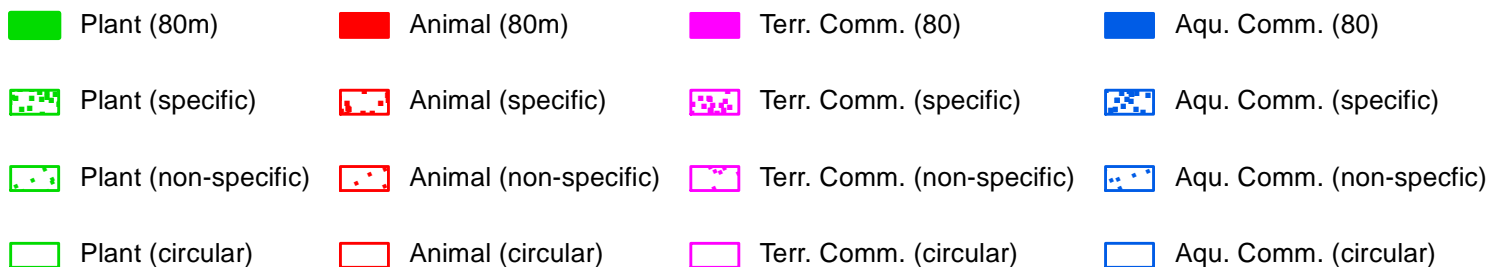 Plant (80m) Animal (80m) Terr. Comm. (80) Aqu. Comm. (80)
Plant (specific) Animal (specific) Terr. Comm. (specific) Aqu. Comm. (specific)
Plant (non-specific) Animal (non-specific) Terr. Comm. (non-specific) Aqu. Comm. (non-specfic)
Plant (circular) Animal (circular) Terr. Comm. (circular) Aqu. Comm. (circular)